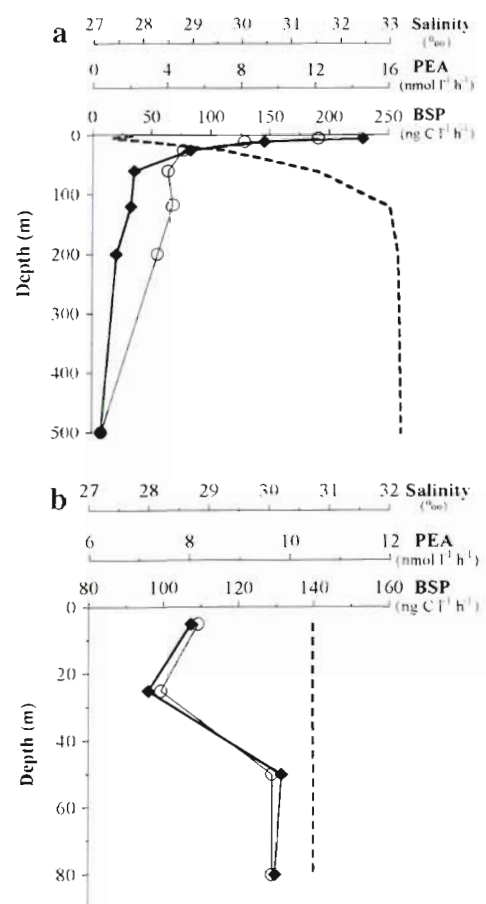 a
27 28 29 30 31 32 33 Salinity
(‰)
0 4 8 12 16 PEA
(nmol l⁻¹ h⁻¹)
0 50 100 150 200 250 BSP
(ng C l⁻¹ h⁻¹)
0
100
200
300
400
500
Depth (m)
b
27 28 29 30 31 32 Salinity
(‰)
6 8 10 12 PEA
(nmol l⁻¹ h⁻¹)
80 100 120 140 160 BSP
(ng C l⁻¹ h⁻¹)
0
20
40
60
80
Depth (m)